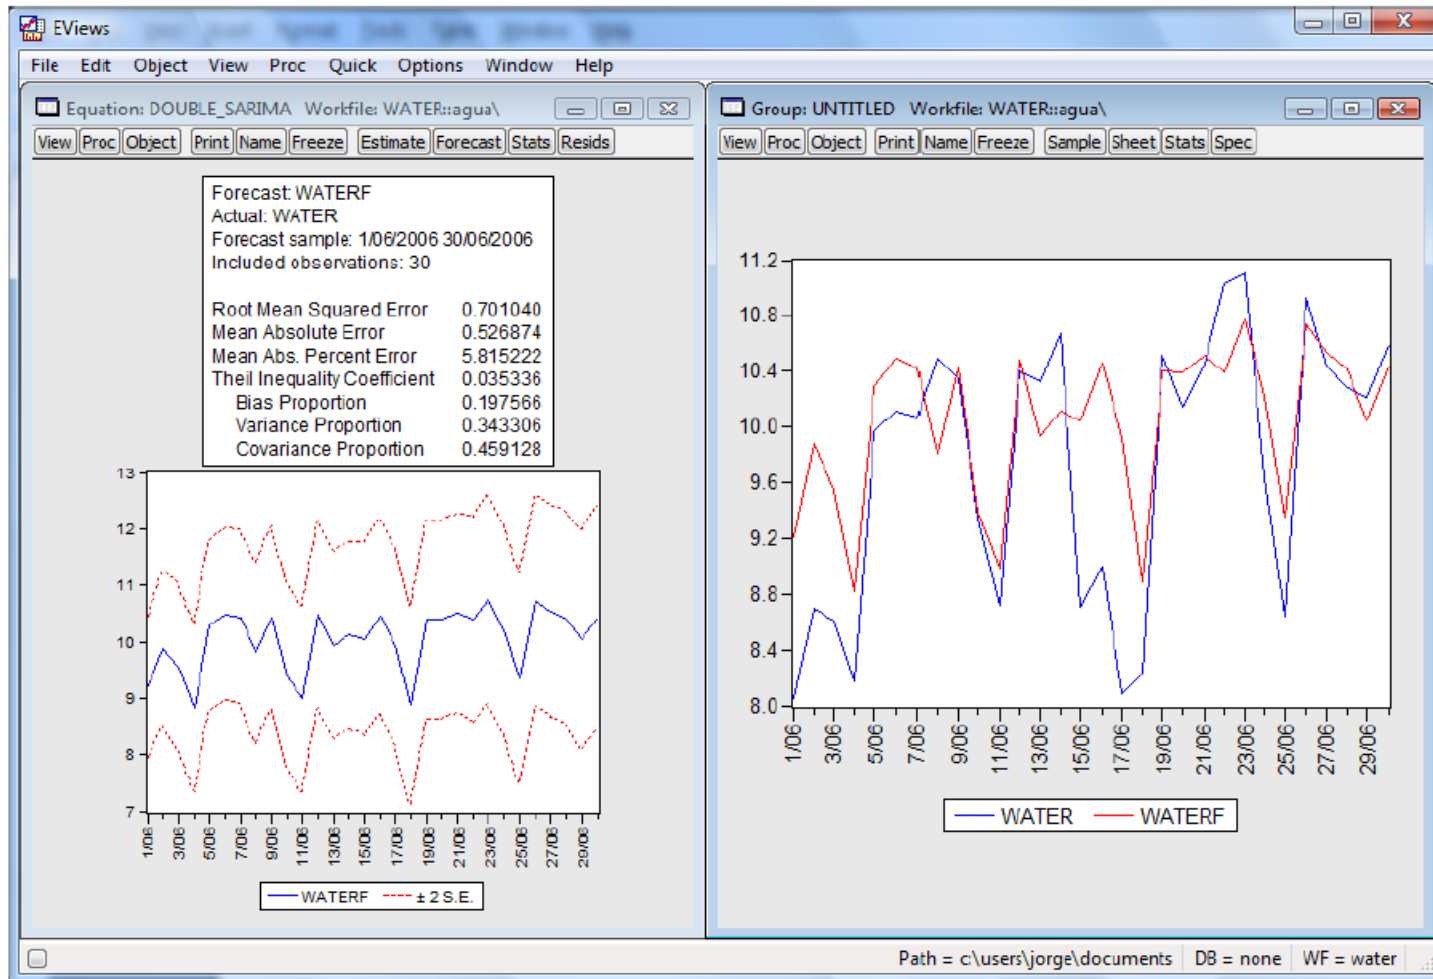 EViews
File Edit Object View Proc Quick Options Window Help
Equation: DOUBLE_SARIMA Workfile: WATER::agua\
View Proc Object Print Name Freeze Estimate Forecast Stats Resids
Forecast: WATERF
Actual: WATER
Forecast sample: 1/06/2006 30/06/2006
Included observations: 30
Root Mean Squared Error 0.701040
Mean Absolute Error 0.526874
Mean Abs. Percent Error 5.815222
Theil Inequality Coefficient 0.035336
Bias Proportion 0.197566
Variance Proportion 0.343306
Covariance Proportion 0.459128
13
12
11
10
9
8
7
1/06 3/06 5/06 7/06 9/06 11/06 13/06 15/06 17/06 19/06 21/06 23/06 25/06 27/06 29/06
WATERF ± 2 S.E.
Group: UNTITLED Workfile: WATER::agua\
View Proc Object Print Name Freeze Sample Sheet Stats Spec
11.2
10.8
10.4
10.0
9.6
9.2
8.8
8.4
8.0
1/06 3/06 5/06 7/06 9/06 11/06 13/06 15/06 17/06 19/06 21/06 23/06 25/06 27/06 29/06
WATER WATERF
Path = c:\users\jorge\documents DB = none WF = water